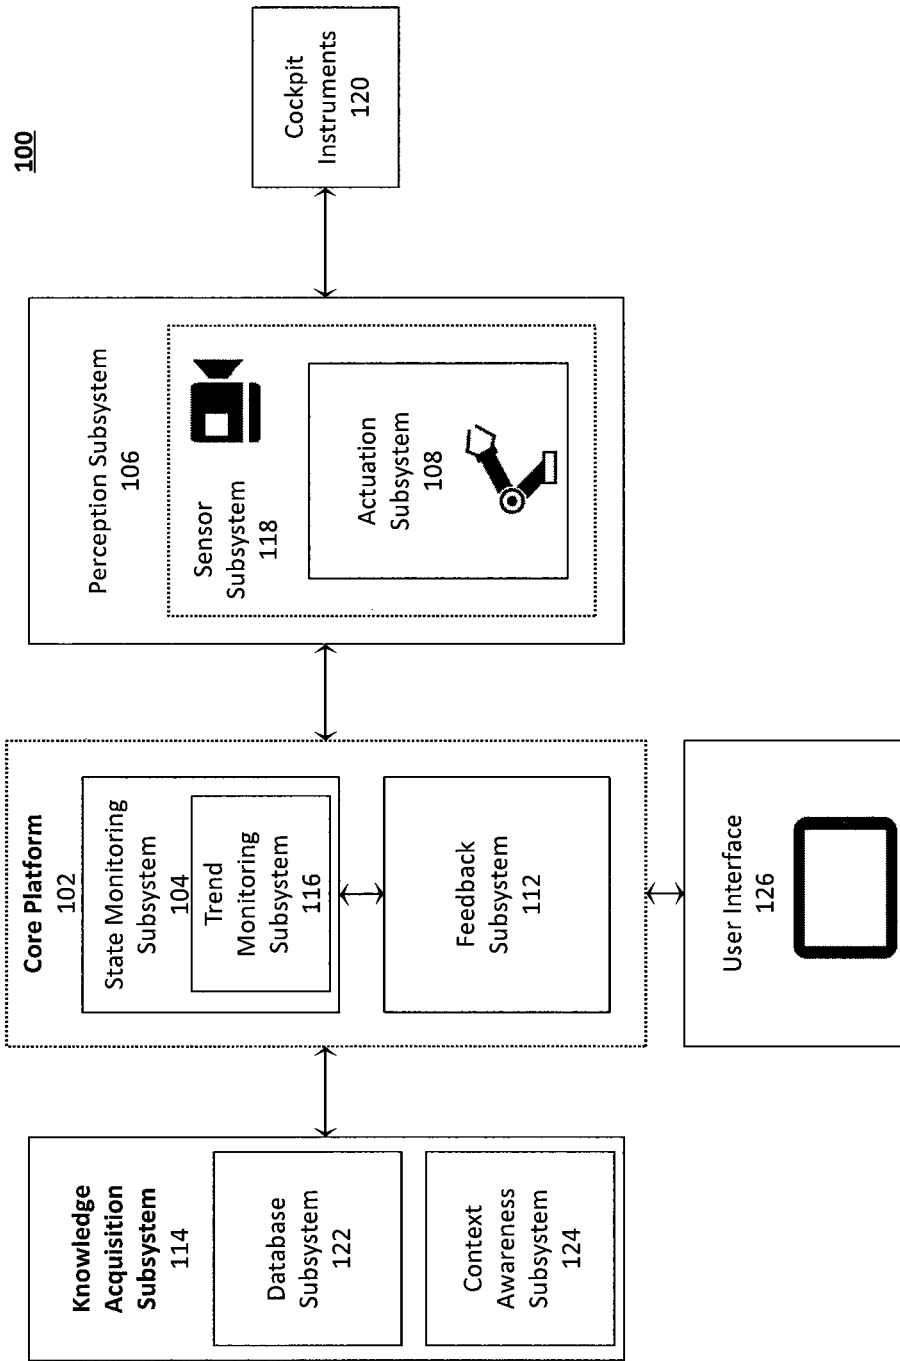 100
Knowledge
Acquisition
Subsystem
114
Database
Subsystem
122
Context
Awareness
Subsystem
124
Core Platform
102
State Monitoring
Subsystem
104
Trend
Monitoring
Subsystem
116
Feedback
Subsystem
112
User Interface
126
Perception Subsystem
106
Sensor
Subsystem
118
Actuation
Subsystem
108
Cockpit
Instruments
120